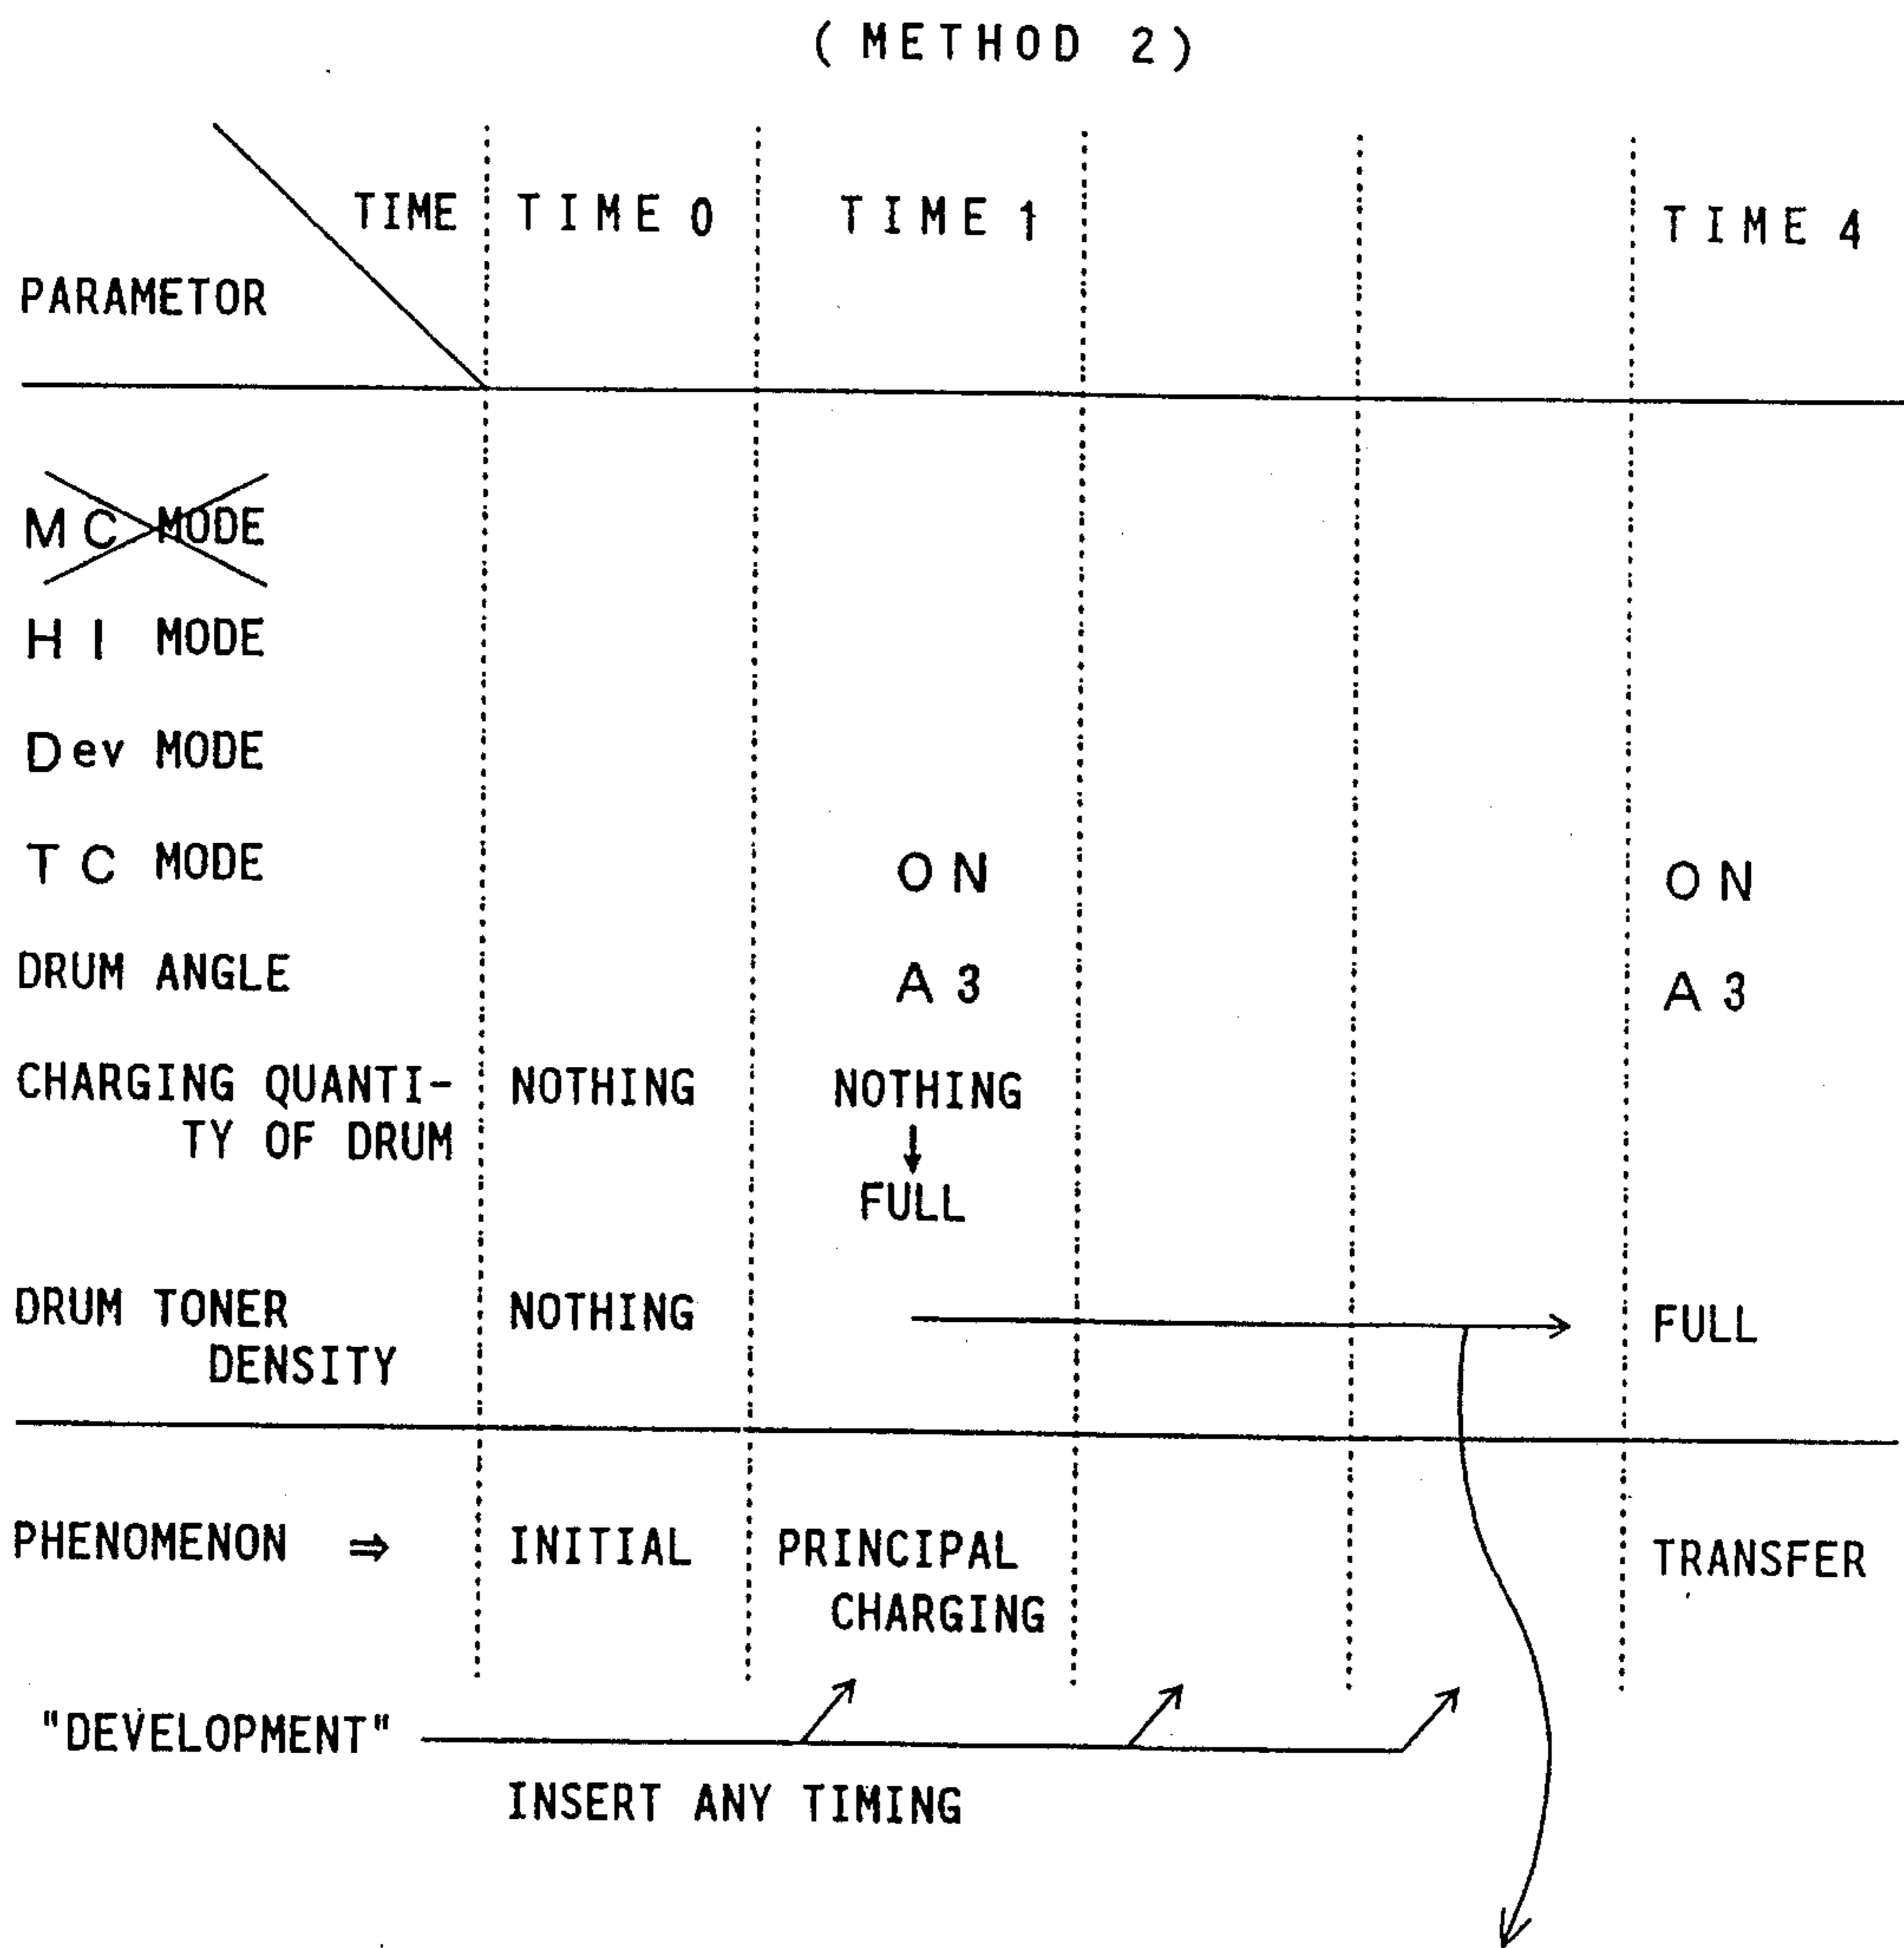 (METHOD 2)
TIME TIME 0 TIME 1 TIME 4
PARAMETOR
MC MODE
HI MODE
Dev MODE
TC MODE ON ON
DRUM ANGLE A3 A3
CHARGING QUANTI- NOTHING NOTHING
TY OF DRUM ↓
FULL
DRUM TONER NOTHING FULL
DENSITY
PHENOMENON ⇒ INITIAL PRINCIPAL TRANSFER
CHARGING
"DEVELOPMENT"
INSERT ANY TIMING